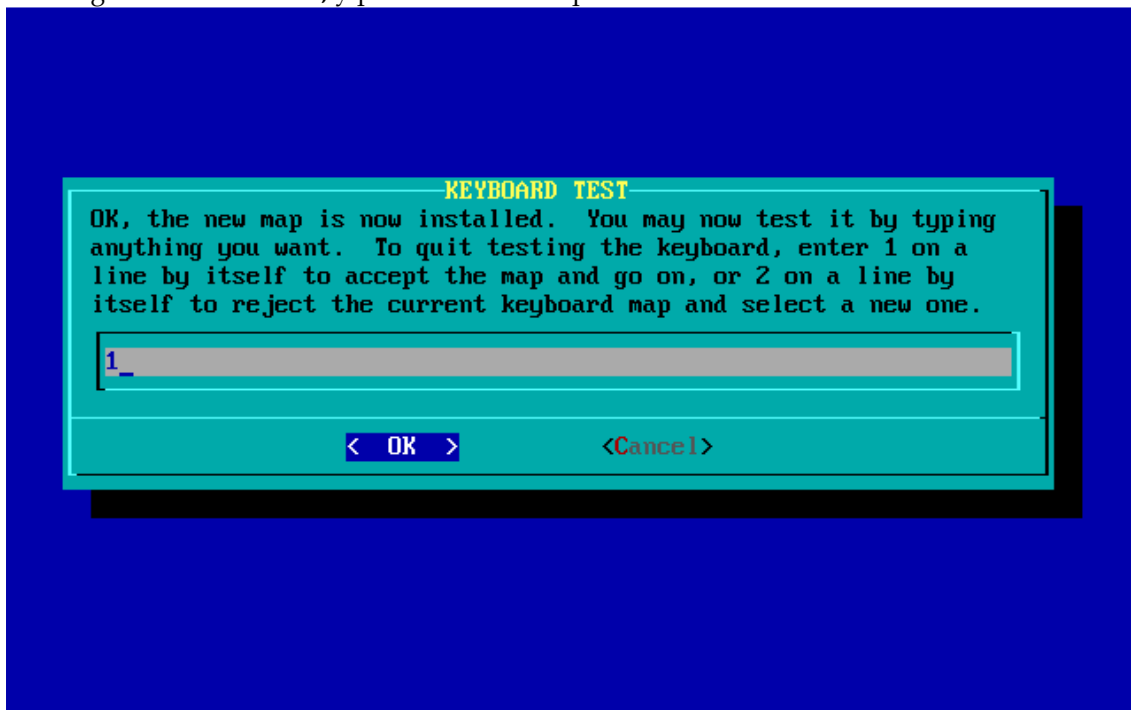 KEYBOARD TEST
OK, the new map is now installed.  You may now test it by typing
anything you want.  To quit testing the keyboard, enter 1 on a
line by itself to accept the map and go on, or 2 on a line by
itself to reject the current keyboard map and select a new one.
1_
<  OK  > <Cancel>